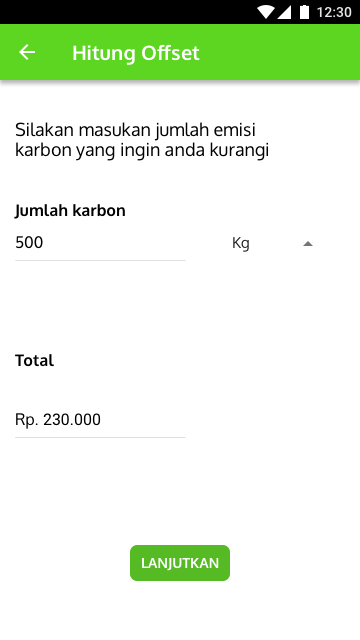 12:30
Hitung Offset
Silakan masukan jumlah emisi
karbon yang ingin anda kurangi
Jumlah karbon
500 Kg
Total
Rp. 230.000
LANJUTKAN